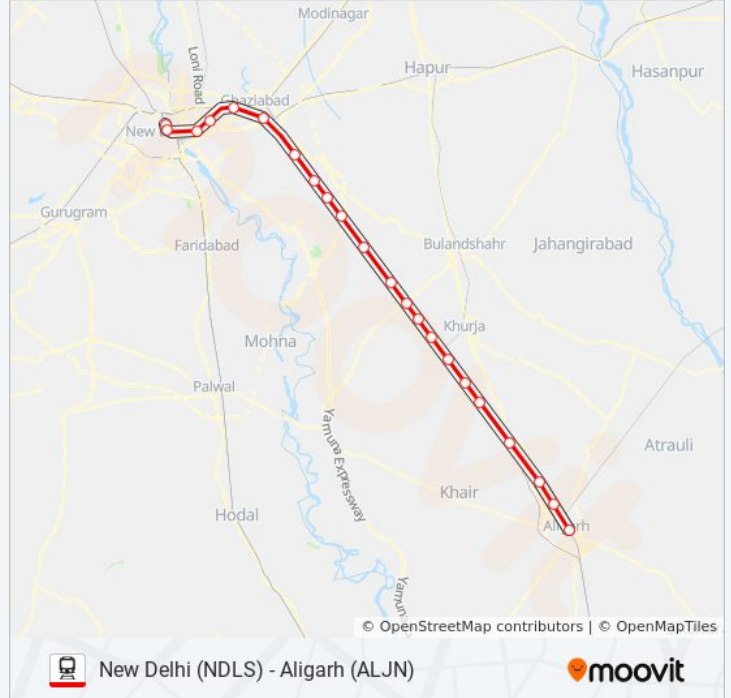 Modinagar
Loni Road
Hapur
Hasanpur
Ghaziabad
New
Gurugram
Faridabad
Bulandshahr
Jahangirabad
Khurja
Mohna
Palwal
Yamuna Expressway
Atrauli
Khair
Hodal
Aligarh
Yamun
© OpenStreetMap contributors | © OpenMapTiles
New Delhi (NDLS) - Aligarh (ALJN)
moovit